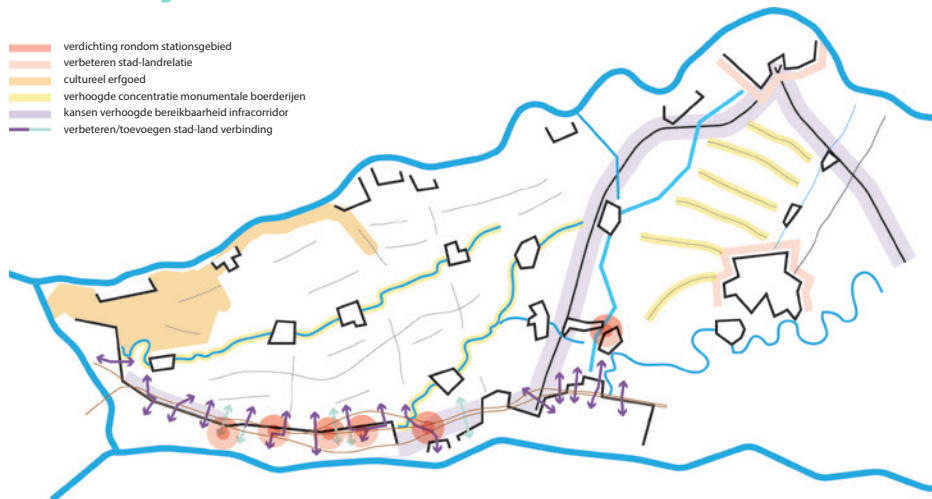 verdichting rondom stationsgebied
verbeteren stad-landrelatie
cultureel erfgoed
verhoogde concentratie monumentale boerderijen
kansen verhoogde bereikbaarheid infracorridor
verbeteren/toevoegen stad-land verbinding